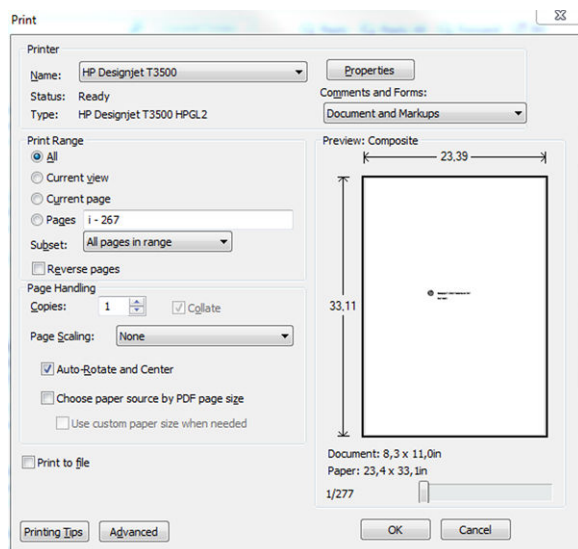 Print
Printer
Name: HP Designjet T3500
Properties
Status: Ready
Comments and Forms:
Type: HP Designjet T3500 HPGL2
Document and Markups
Print Range
All
Current view
Current page
Pages i - 267
Subset: All pages in range
Reverse pages
Page Handling
Copies: 1 Collate
Page Scaling: None
Auto-Rotate and Center
Choose paper source by PDF page size
Use custom paper size when needed
Print to file
Preview: Composite
23,39
33,11
Document: 8,3 x 11,0in
Paper: 23,4 x 33,1in
1/277
Printing Tips Advanced OK Cancel